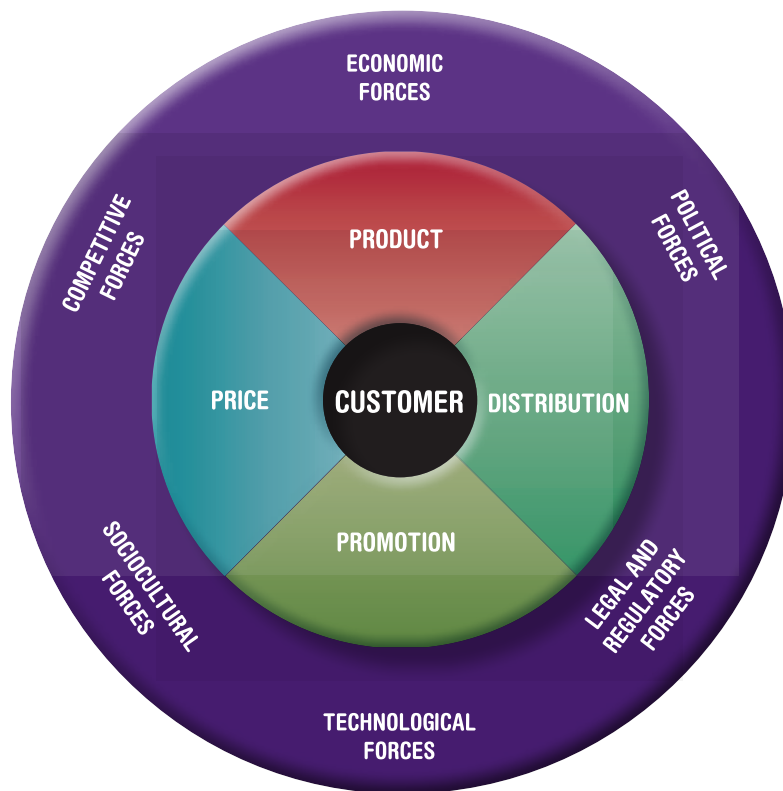 ECONOMIC
FORCES
COMPETITIVE
FORCES
POLITICAL
FORCES
PRODUCT
PRICE
CUSTOMER
DISTRIBUTION
PROMOTION
SOCIOCULTURAL
FORCES
LEGAL AND
REGULATORY
FORCES
TECHNOLOGICAL
FORCES